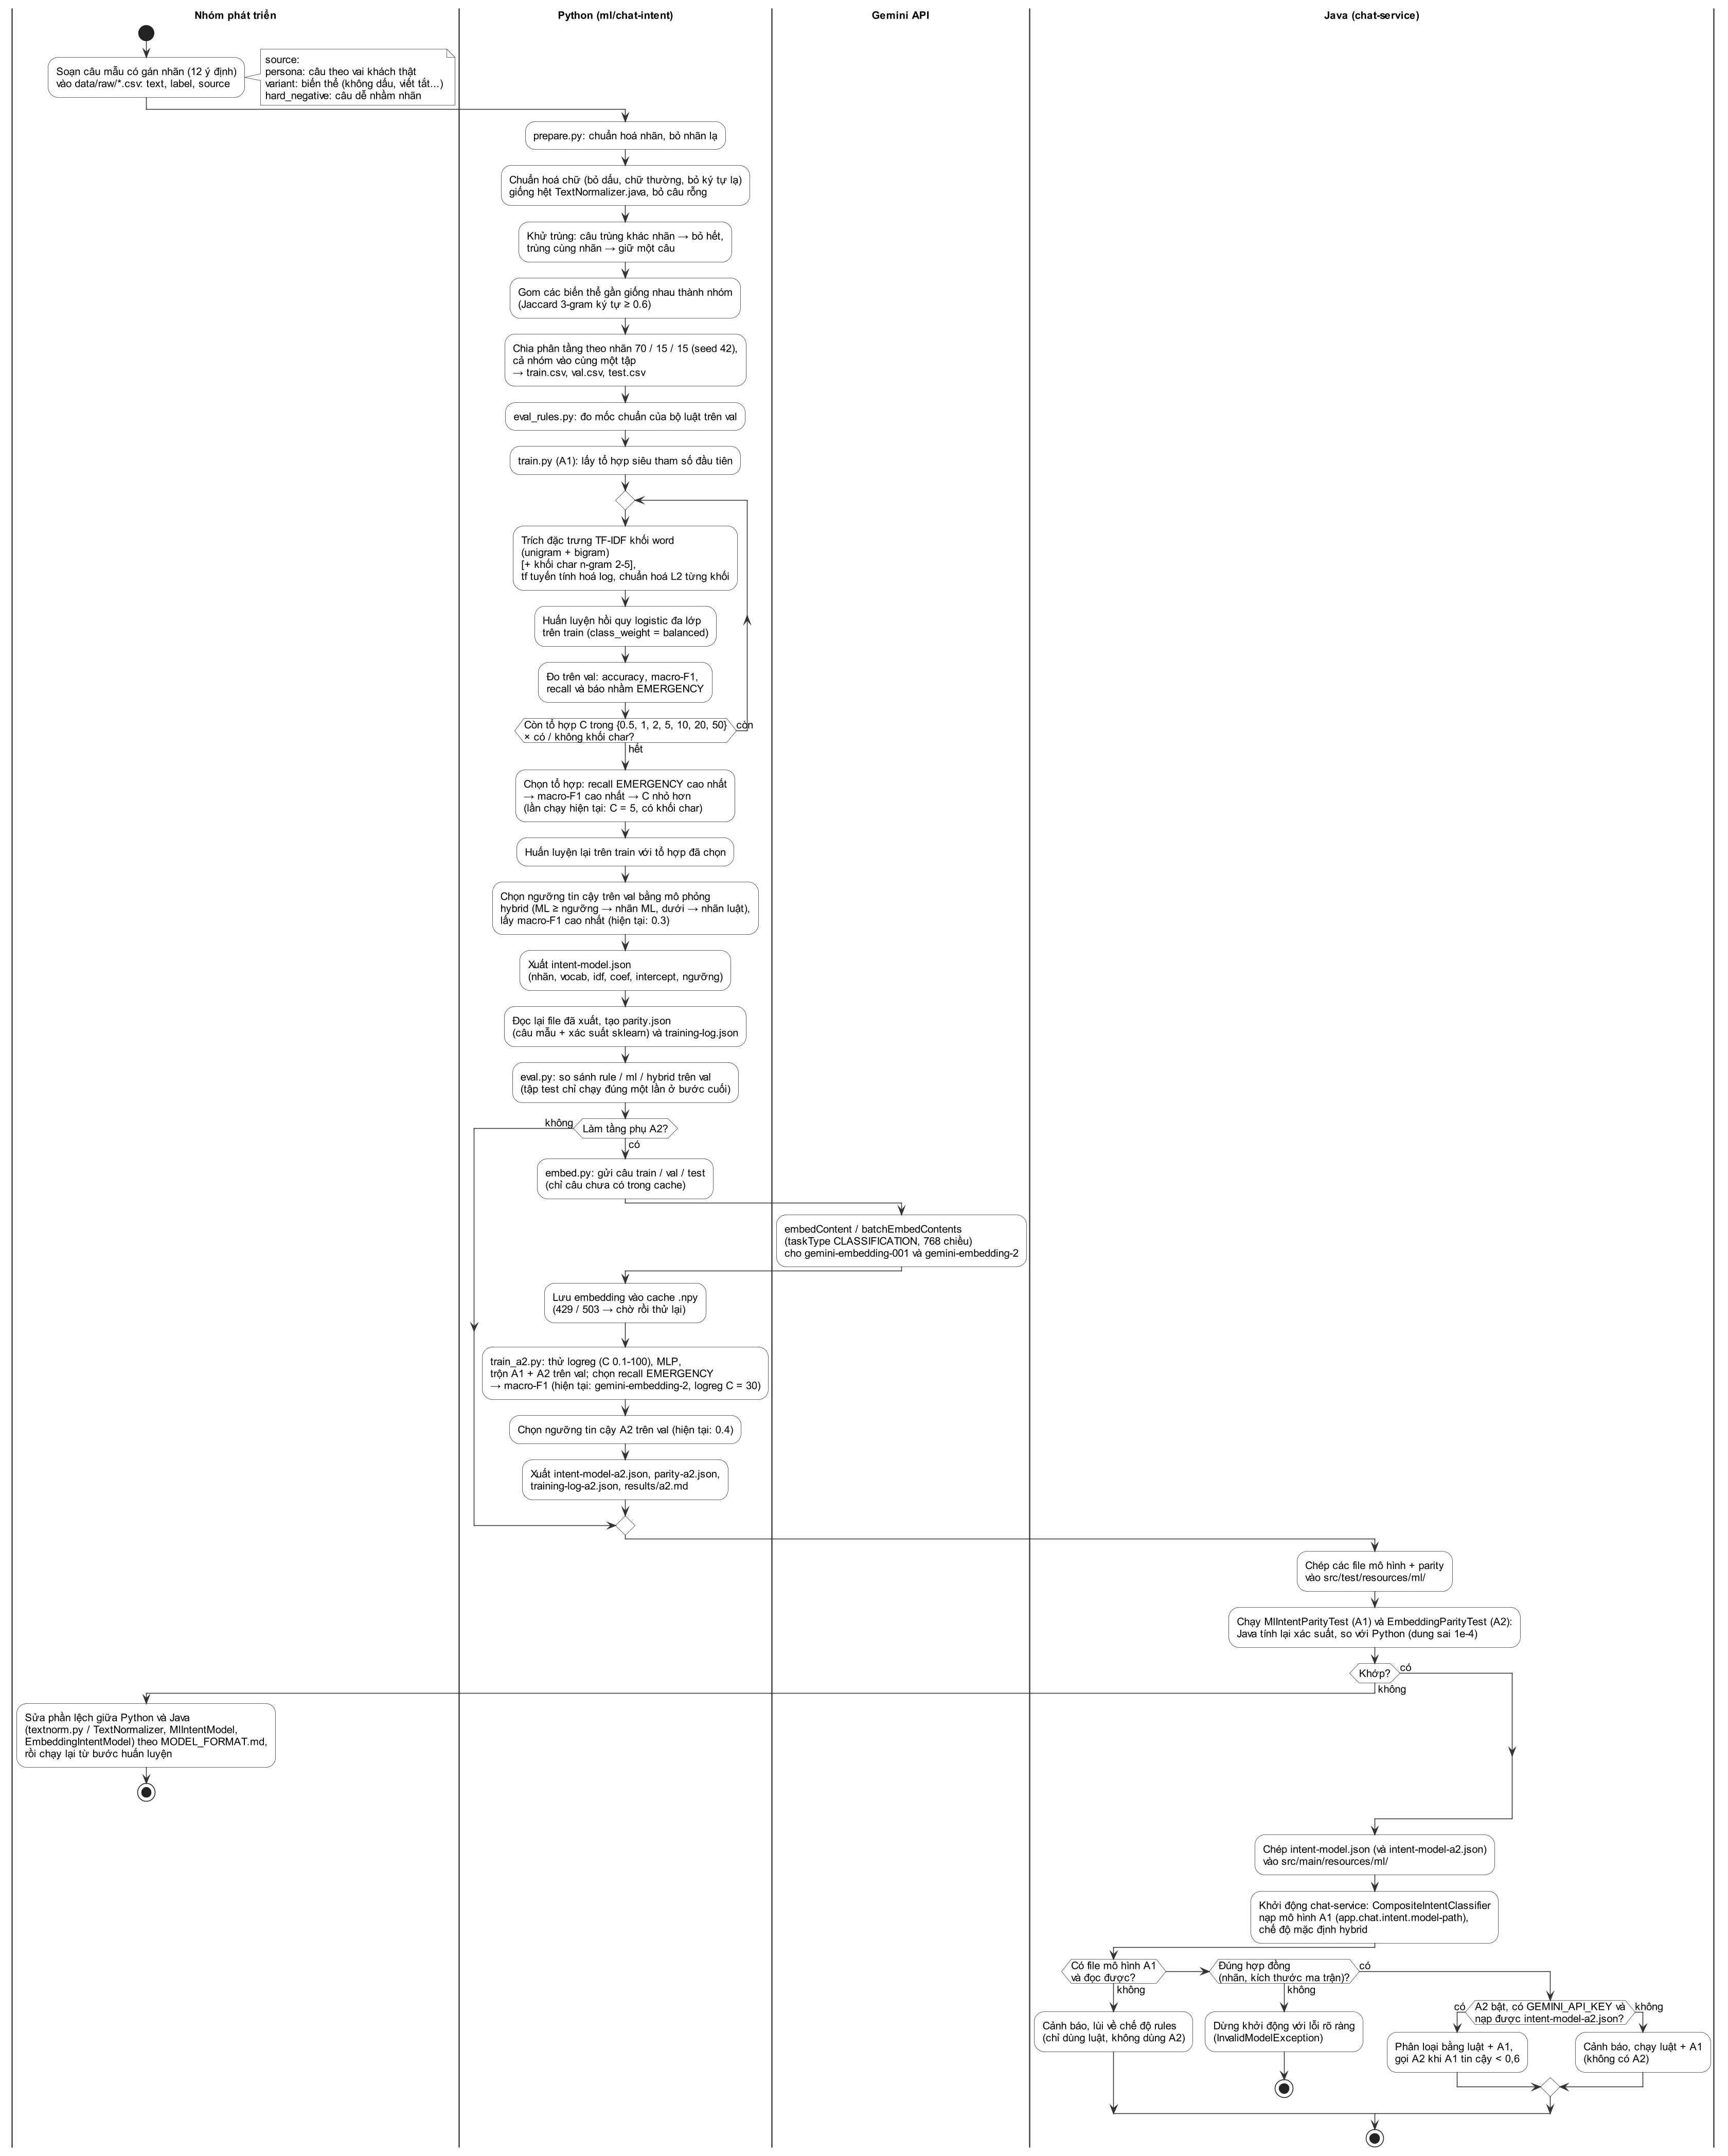 Nhóm phát triển
Python (ml/chat-intent)
Gemini API
Java (chat-service)
Soạn câu mẫu có gán nhãn (12 ý định)
vào data/raw/*.csv: text, label, source
source:
persona: câu theo vai khách thật
variant: biến thể (không dấu, viết tắt...)
hard_negative: câu dễ nhầm nhãn
prepare.py: chuẩn hoá nhãn, bỏ nhãn lạ
Chuẩn hoá chữ (bỏ dấu, chữ thường, bỏ ký tự lạ)
giống hệt TextNormalizer.java, bỏ câu rỗng
Khử trùng: câu trùng khác nhãn → bỏ hết,
trùng cùng nhãn → giữ một câu
Gom các biến thể gần giống nhau thành nhóm
(Jaccard 3-gram ký tự ≥ 0.6)
Chia phân tầng theo nhãn 70 / 15 / 15 (seed 42),
cả nhóm vào cùng một tập
→ train.csv, val.csv, test.csv
eval_rules.py: đo mốc chuẩn của bộ luật trên val
train.py (A1): lấy tổ hợp siêu tham số đầu tiên
Trích đặc trưng TF-IDF khối word
(unigram + bigram)
[+ khối char n-gram 2-5],
tf tuyến tính hoá log, chuẩn hoá L2 từng khối
Huấn luyện hồi quy logistic đa lớp
trên train (class_weight = balanced)
Đo trên val: accuracy, macro-F1,
recall và báo nhầm EMERGENCY
Còn tổ hợp C trong {0.5, 1, 2, 5, 10, 20, 50}
× có / không khối char?
còn
hết
Chọn tổ hợp: recall EMERGENCY cao nhất
→ macro-F1 cao nhất → C nhỏ hơn
(lần chạy hiện tại: C = 5, có khối char)
Huấn luyện lại trên train với tổ hợp đã chọn
Chọn ngưỡng tin cậy trên val bằng mô phỏng
hybrid (ML ≥ ngưỡng → nhãn ML, dưới → nhãn luật),
lấy macro-F1 cao nhất (hiện tại: 0.3)
Xuất intent-model.json
(nhãn, vocab, idf, coef, intercept, ngưỡng)
Đọc lại file đã xuất, tạo parity.json
(câu mẫu + xác suất sklearn) và training-log.json
eval.py: so sánh rule / ml / hybrid trên val
(tập test chỉ chạy đúng một lần ở bước cuối)
không
Làm tầng phụ A2?
có
embed.py: gửi câu train / val / test
(chỉ câu chưa có trong cache)
embedContent / batchEmbedContents
(taskType CLASSIFICATION, 768 chiều)
cho gemini-embedding-001 và gemini-embedding-2
Lưu embedding vào cache .npy
(429 / 503 → chờ rồi thử lại)
train_a2.py: thử logreg (C 0.1-100), MLP,
trộn A1 + A2 trên val; chọn recall EMERGENCY
→ macro-F1 (hiện tại: gemini-embedding-2, logreg C = 30)
Chọn ngưỡng tin cậy A2 trên val (hiện tại: 0.4)
Xuất intent-model-a2.json, parity-a2.json,
training-log-a2.json, results/a2.md
Chép các file mô hình + parity
vào src/test/resources/ml/
Chạy MlIntentParityTest (A1) và EmbeddingParityTest (A2):
Java tính lại xác suất, so với Python (dung sai 1e-4)
Khớp?
có
không
Sửa phần lệch giữa Python và Java
(textnorm.py / TextNormalizer, MlIntentModel,
EmbeddingIntentModel) theo MODEL_FORMAT.md,
rồi chạy lại từ bước huấn luyện
Chép intent-model.json (và intent-model-a2.json)
vào src/main/resources/ml/
Khởi động chat-service: CompositeIntentClassifier
nạp mô hình A1 (app.chat.intent.model-path),
chế độ mặc định hybrid
Có file mô hình A1
và đọc được?
không
Đúng hợp đồng
(nhãn, kích thước ma trận)?
có
không
có
A2 bật, có GEMINI_API_KEY và
nạp được intent-model-a2.json?
không
Cảnh báo, lùi về chế độ rules
(chỉ dùng luật, không dùng A2)
Dừng khởi động với lỗi rõ ràng
(InvalidModelException)
Phân loại bằng luật + A1,
gọi A2 khi A1 tin cậy < 0,6
Cảnh báo, chạy luật + A1
(không có A2)